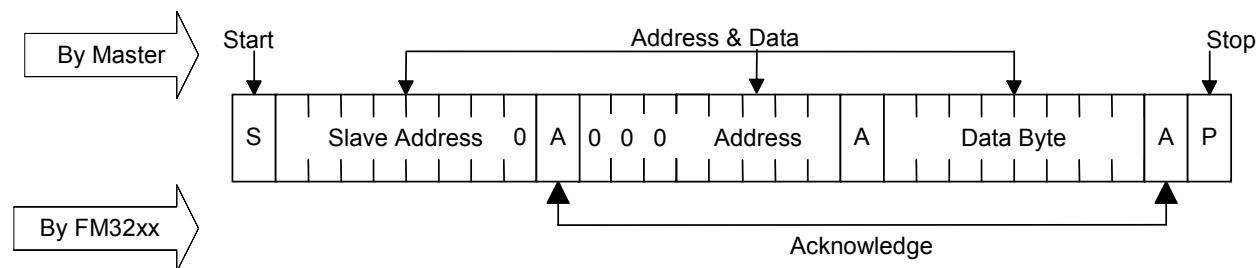 By Master
Start
Address & Data
Stop
S Slave Address 0 A 0 0 0 Address A Data Byte A P
By FM32xx
Acknowledge